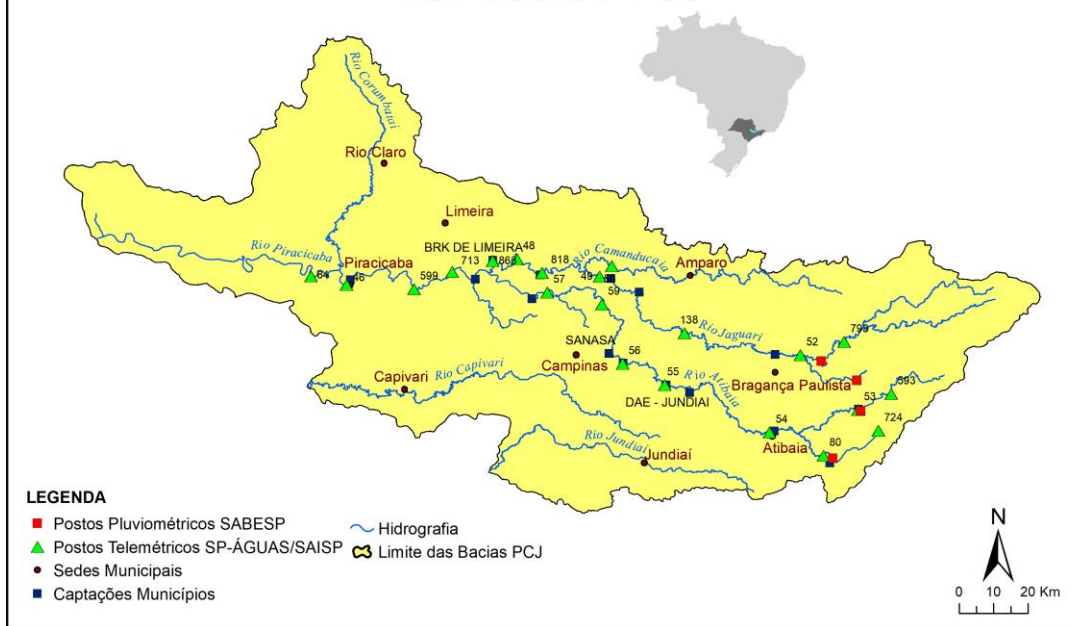 Rio Corumbataí
Rio Claro
Limeira
Rio Piracicaba
Piracicaba
BRK DE LIMEIRA
48
713
865
818
Rio Camanducaia
Amparo
64
46
599
57
49
59
138
Rio Jaguari
52
798
SANASA
56
Campinas
Rio Capivari
Capivari
55
DAE - JUNDIAI
Rio Atibaia
Bragança Paulista
593
53
724
54
Atibaia
80
Rio Jundiaí
Jundiaí
LEGENDA
Postos Pluviométricos SABESP
Postos Telemétricos SP-ÁGUAS/SAISP
Sedes Municipais
Captações Municípios
Hidrografia
Limite das Bacias PCJ
N
0 10 20 Km